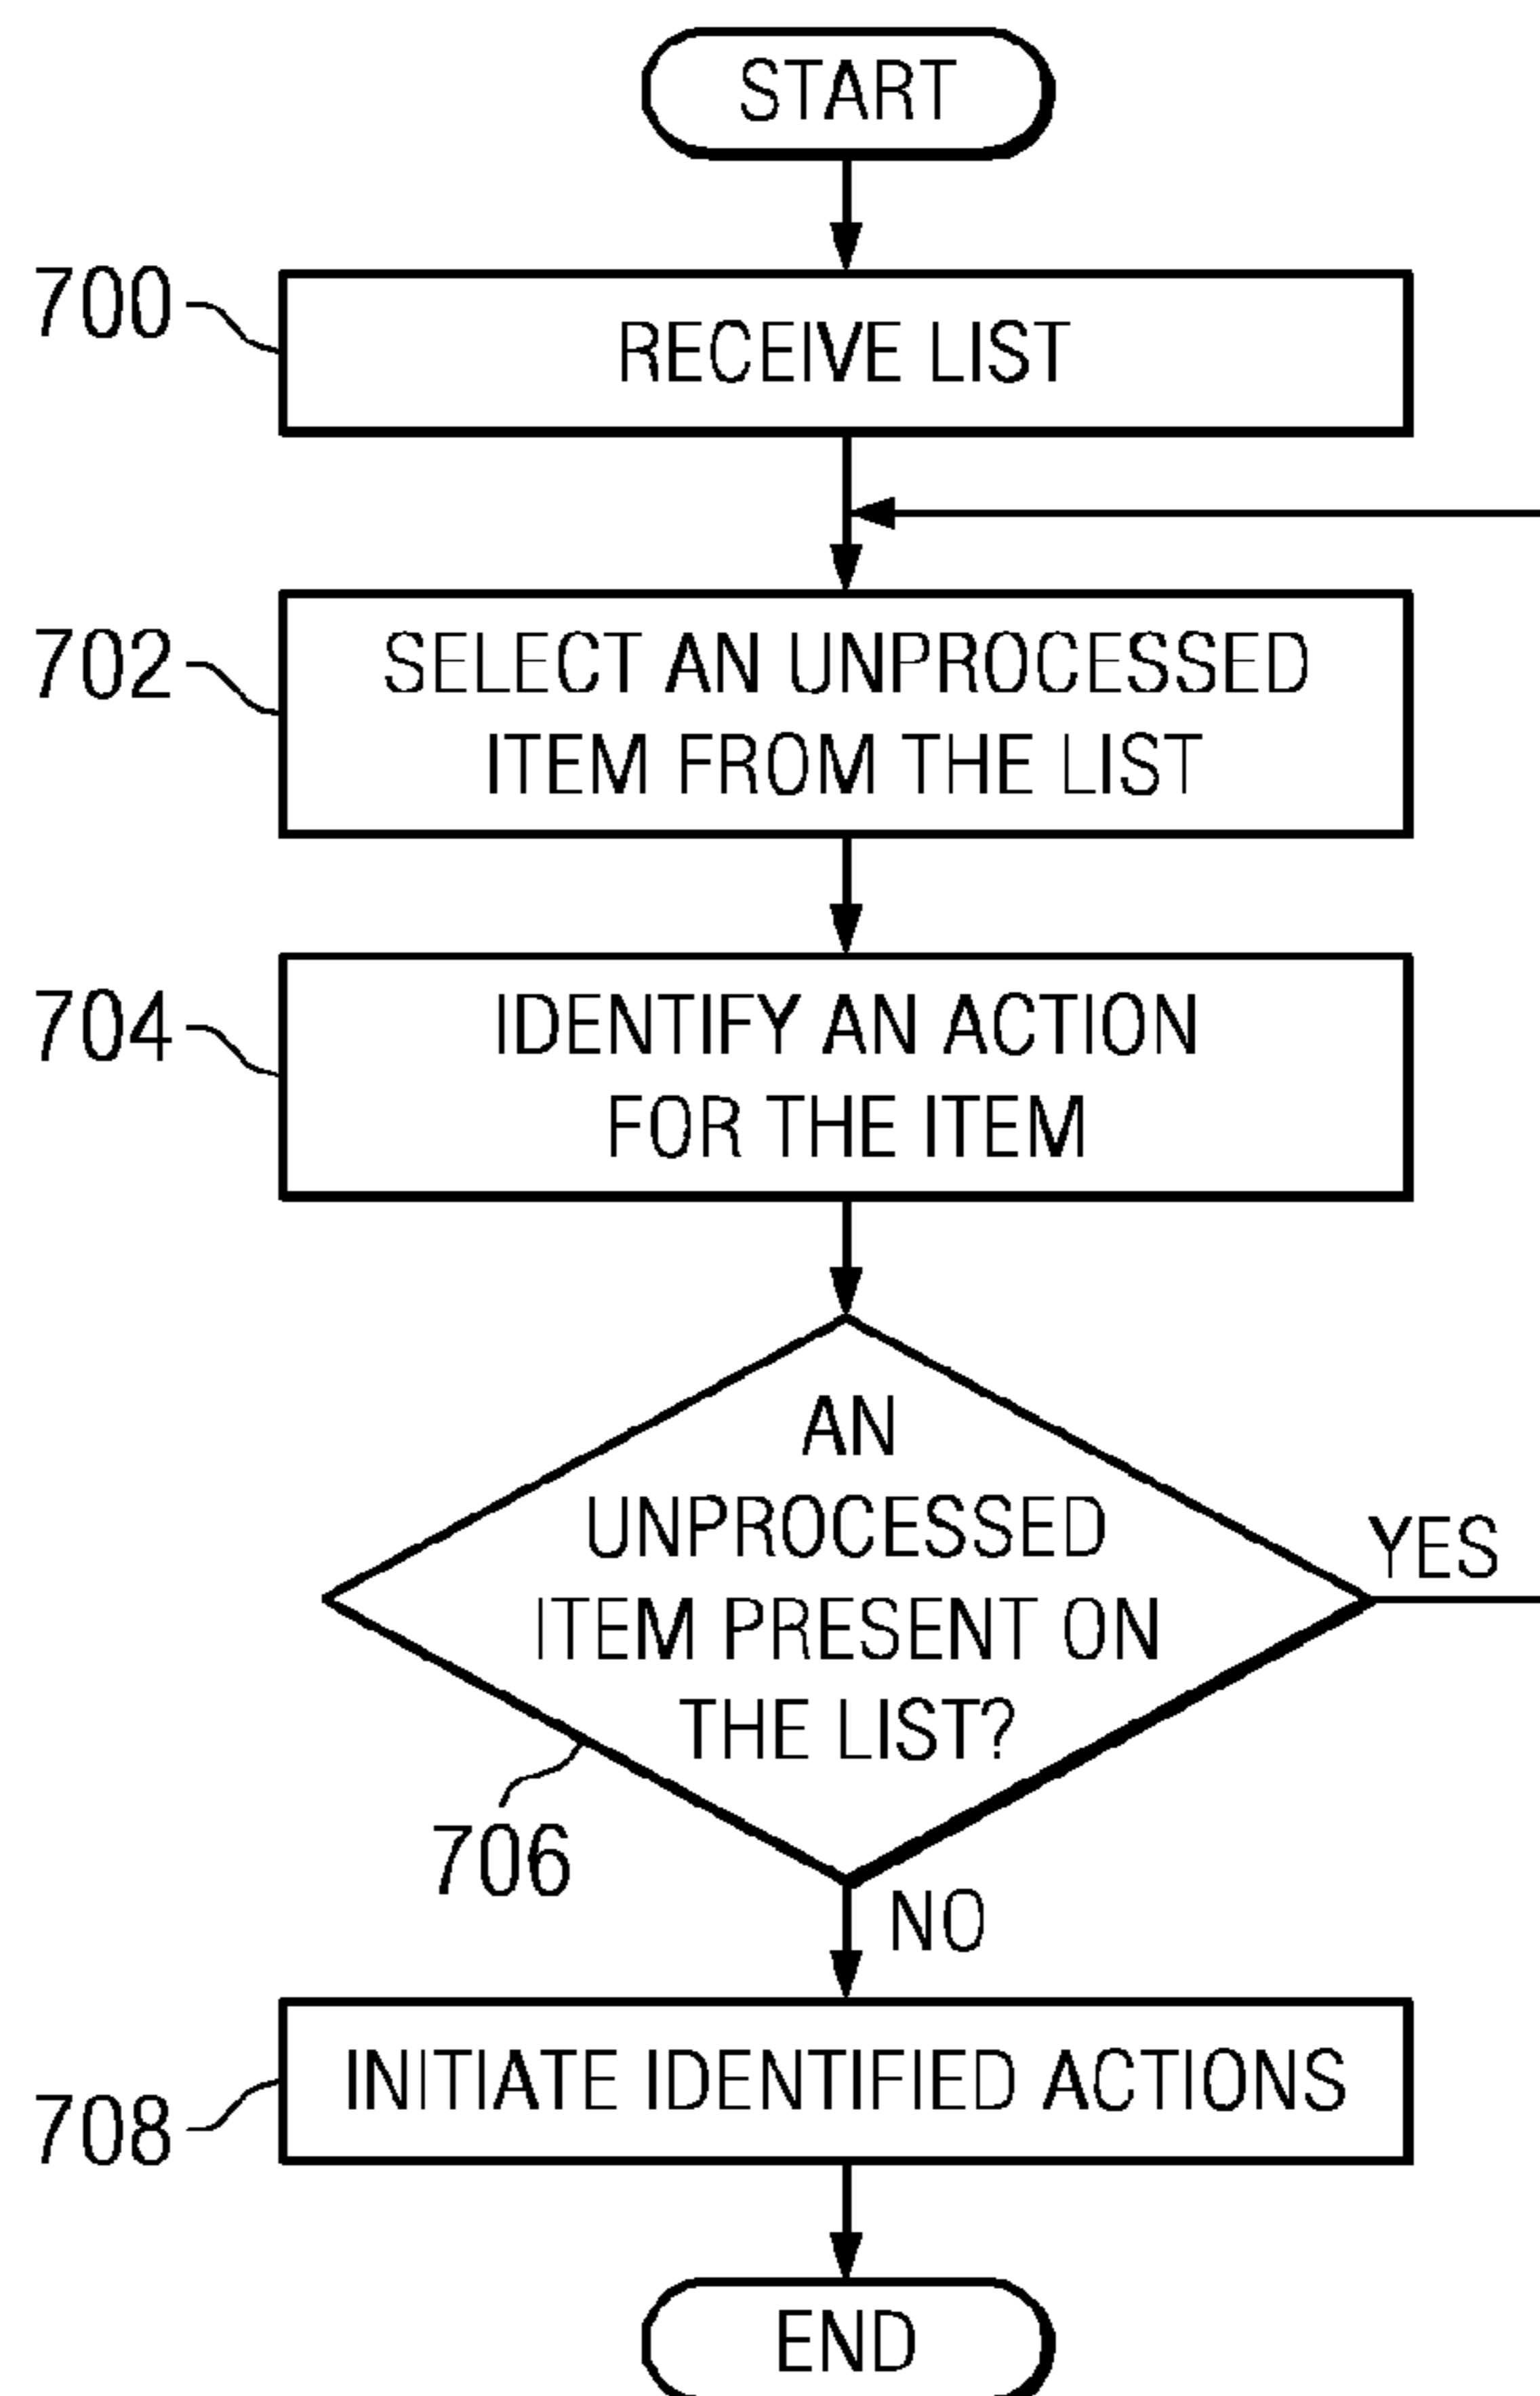 START
700
RECEIVE LIST
702
SELECT AN UNPROCESSED
ITEM FROM THE LIST
704
IDENTIFY AN ACTION
FOR THE ITEM
AN
UNPROCESSED
ITEM PRESENT ON
THE LIST?
YES
706
NO
INITIATE IDENTIFIED ACTIONS
708
END